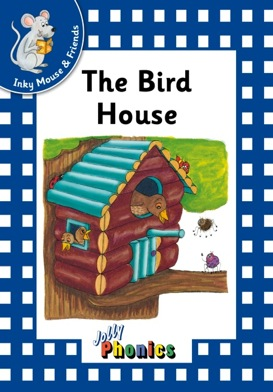 Inky Mouse & Friends
The Bird
House
Jolly
Phonics